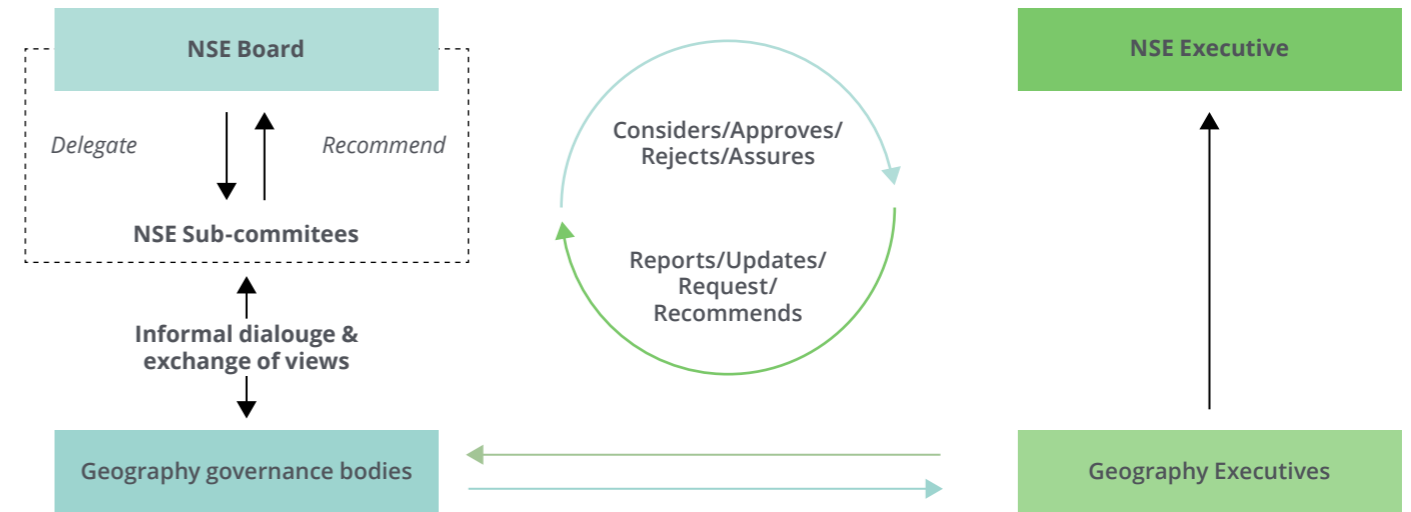 NSE Board
NSE Executive
Delegate
Recommend
NSE Sub-commitees
Considers/Approves/
Rejects/Assures
Reports/Updates/
Request/
Recommends
Informal dialouge &
exchange of views
Geography governance bodies
Geography Executives